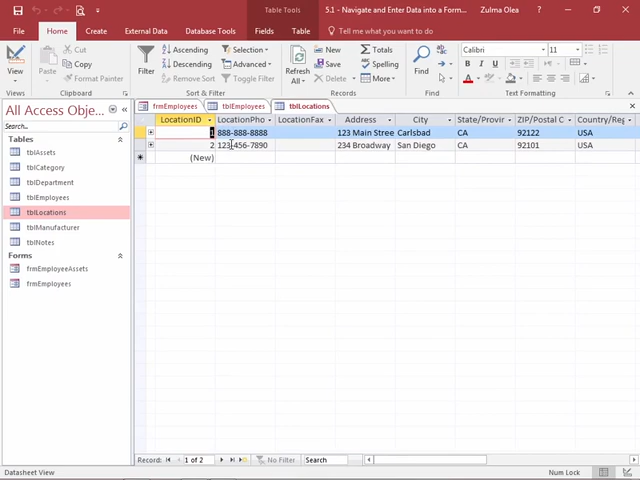 Table Tools
5.1 - Navigate and Enter Data into a Form...
Zulma Olea
File
Home
Create
External Data
Database Tools
Fields
Table
Tell me what you want to do
View
Views
Paste
Cut
Copy
Format Painter
Clipboard
Filter
Ascending
Descending
Remove Sort
Selection
Advanced
Toggle Filter
Sort & Filter
Refresh
All
New
Save
Delete
Totals
Spelling
More
Records
Find
Find
Calibri
11
B I U
Text Formatting
All Access Obje...
Search...
Tables
tblAssets
tblCategory
tblDepartment
tblEmployees
tblLocations
tblManufacturer
tblNotes
Forms
frmEmployeeAssets
frmEmployees
frmEmployees
tblEmployees
tblLocations
LocationID LocationPho LocationFax Address City State/Provir ZIP/Postal C Country/Reg
1 888-888-8888 123 Main Stree Carlsbad CA 92122 USA
2 123-456-7890 234 Broadway San Diego CA 92101 USA
(New)
Record: 1 of 2 No Filter Search
Datasheet View
Num Lock